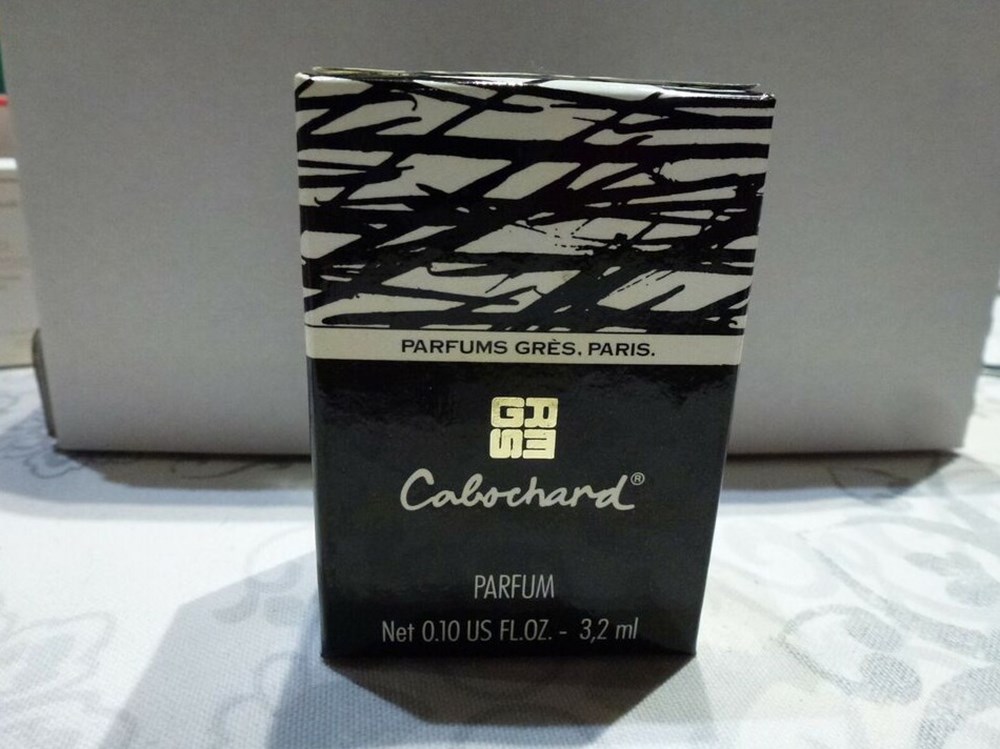 PARFUMS GRÈS. PARIS.
GRES
Cabochard®
PARFUM
Net 0.10 US FL.OZ. - 3,2 ml